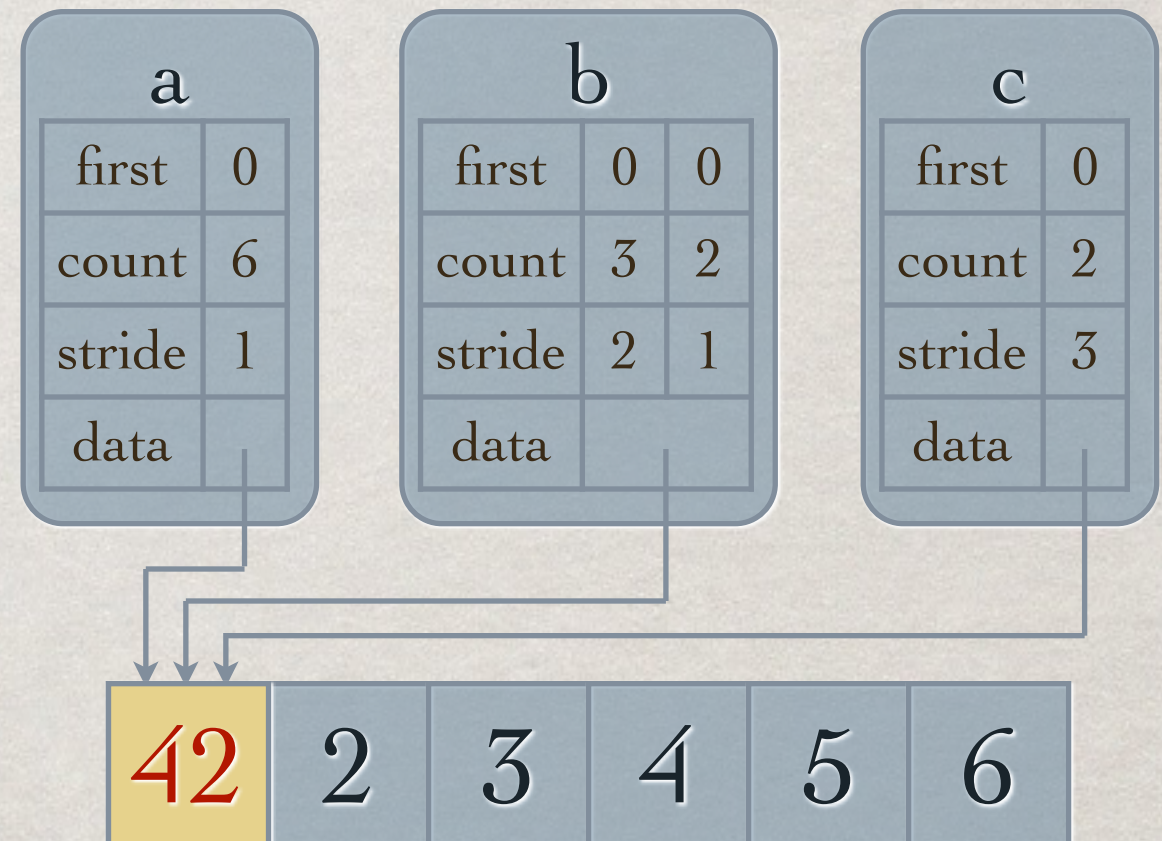 a
first 0
count 6
stride 1
data
b
first 0 0
count 3 2
stride 2 1
data
c
first 0
count 2
stride 3
data
42 2 3 4 5 6